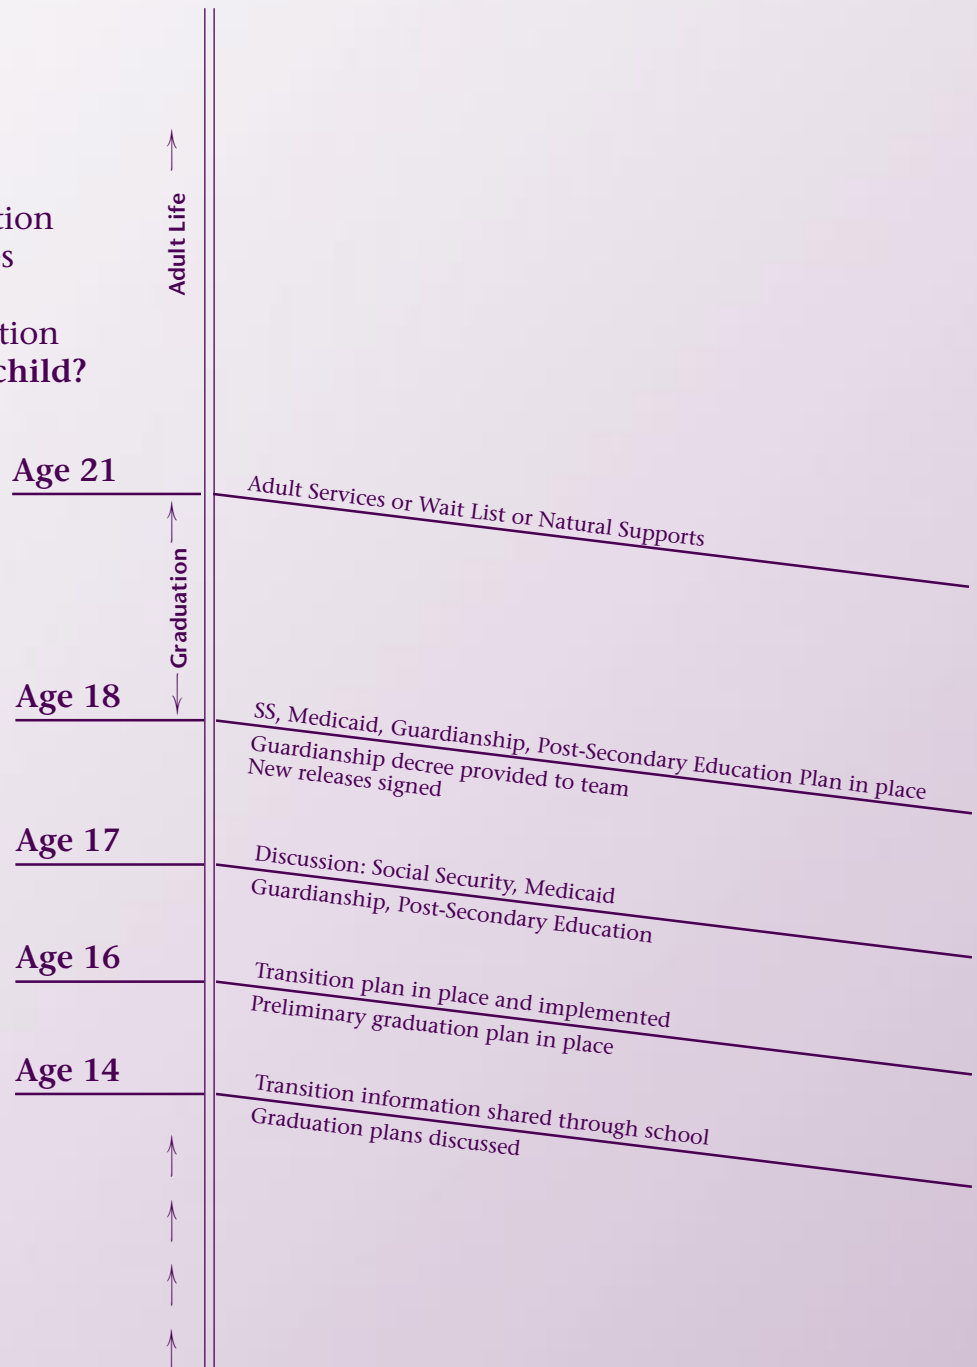 Adult Life
child?
Age 21
Adult Services or Wait List or Natural Supports
Graduation
Age 18
SS, Medicaid, Guardianship, Post-Secondary Education Plan in place
Guardianship decree provided to team
New releases signed
Age 17
Discussion: Social Security, Medicaid
Guardianship, Post-Secondary Education
Age 16
Transition plan in place and implemented
Preliminary graduation plan in place
Age 14
Transition information shared through school
Graduation plans discussed